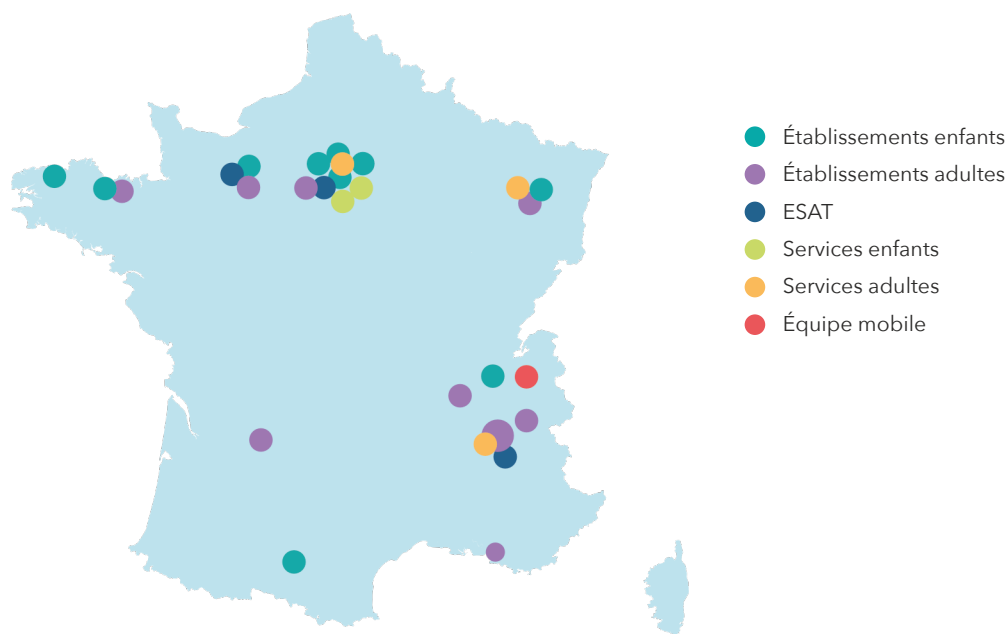 Établissements enfants
Établissements adultes
ESAT
Services enfants
Services adultes
Équipe mobile